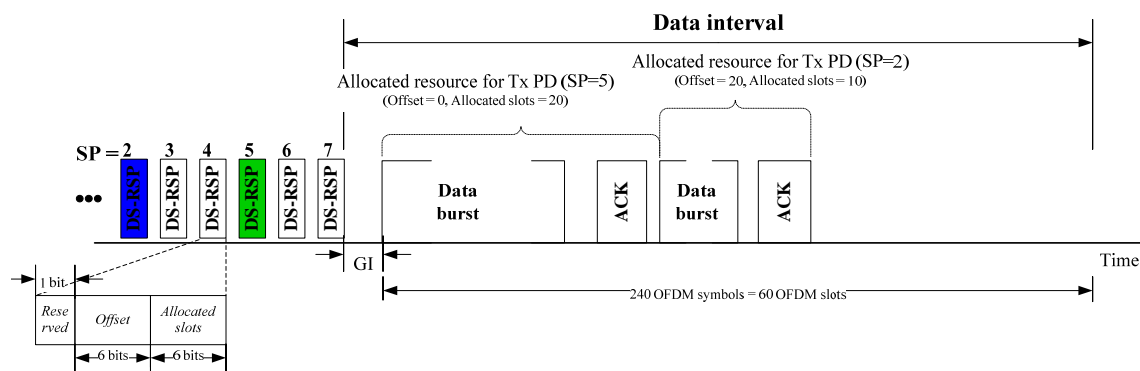 Data interval
Allocated resource for Tx PD (SP=5)
(Offset = 0, Allocated slots = 20)
Allocated resource for Tx PD (SP=2)
(Offset = 20, Allocated slots = 10)
SP = 2 3 4 5 6 7
DS-RSP
DS-RSP
DS-RSP
DS-RSP
DS-RSP
DS-RSP
Data
burst
ACK
Data
burst
ACK
GI
Time
1 bit
240 OFDM symbols = 60 OFDM slots
Rese
rved
Offset
Allocated
slots
6 bits
6 bits